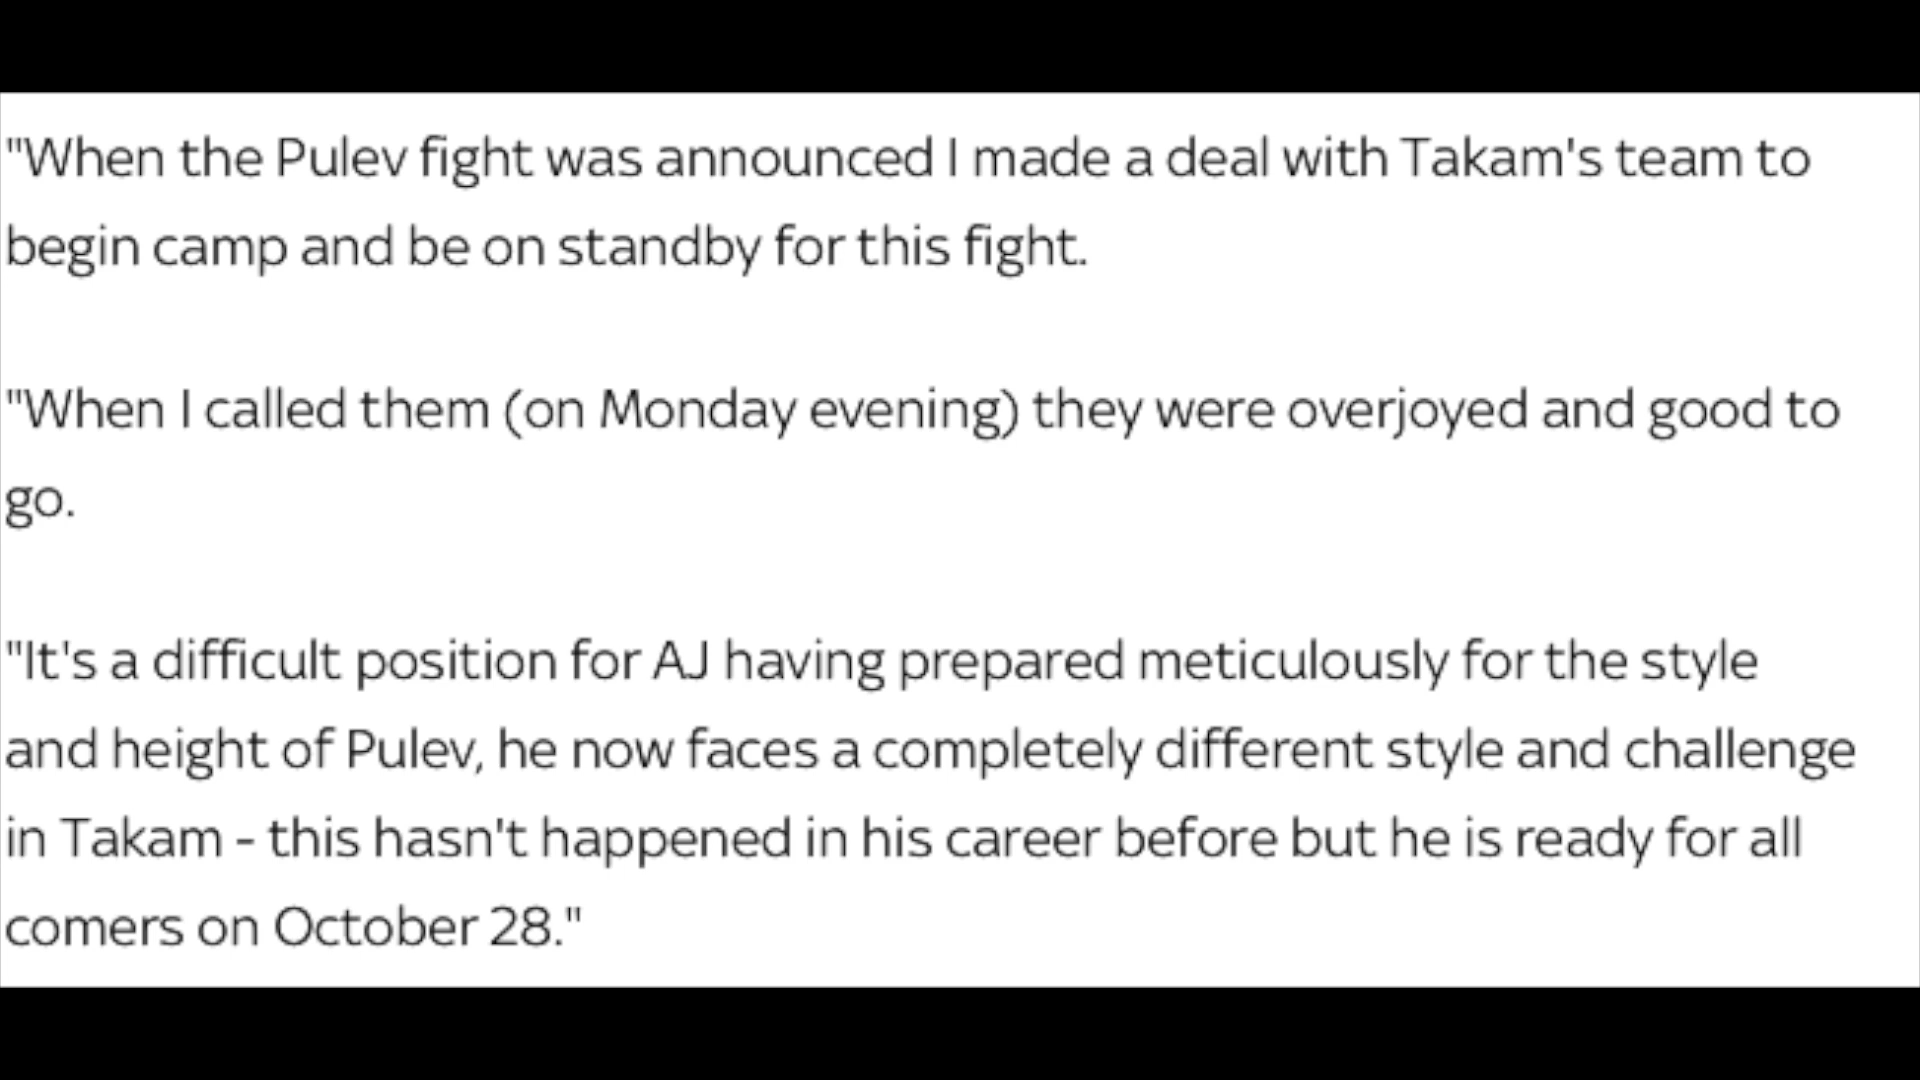 "When the Pulev fight was announced I made a deal with Takam's team to
begin camp and be on standby for this fight.
"When I called them (on Monday evening) they were overjoyed and good to
go.
"It's a difficult position for AJ having prepared meticulously for the style
and height of Pulev, he now faces a completely different style and challenge
in Takam - this hasn't happened in his career before but he is ready for all
comers on October 28."